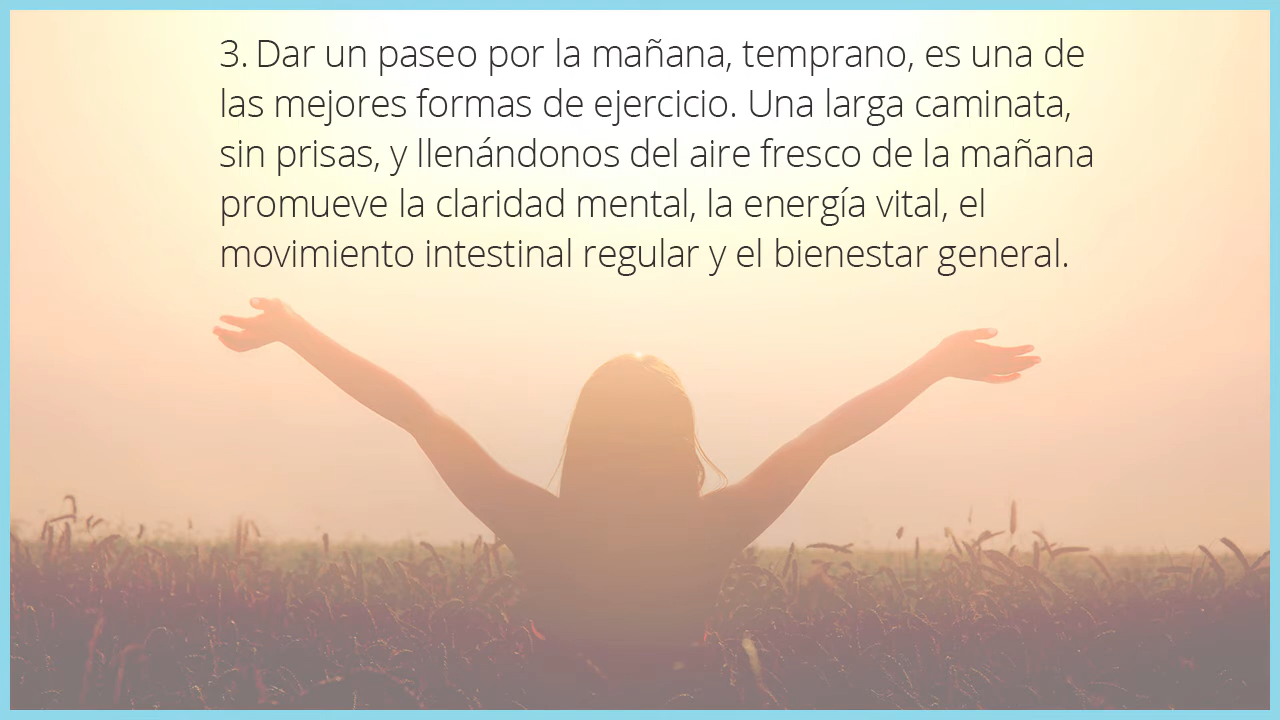 3. Dar un paseo por la mañana, temprano, es una de
las mejores formas de ejercicio. Una larga caminata,
sin prisas, y llenándonos del aire fresco de la mañana
promueve la claridad mental, la energía vital, el
movimiento intestinal regular y el bienestar general.